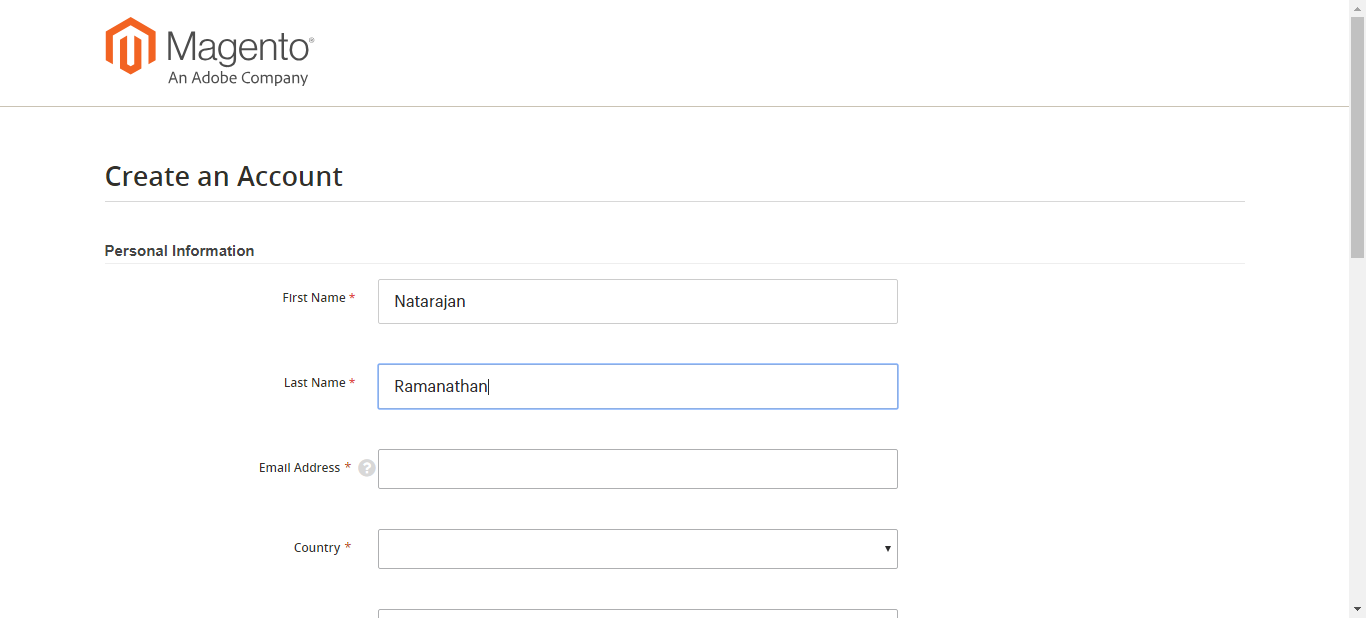 Magento®
An Adobe Company
Create an Account
Personal Information
First Name * Natarajan
Last Name * Ramanathan
Email Address * ?
Country *